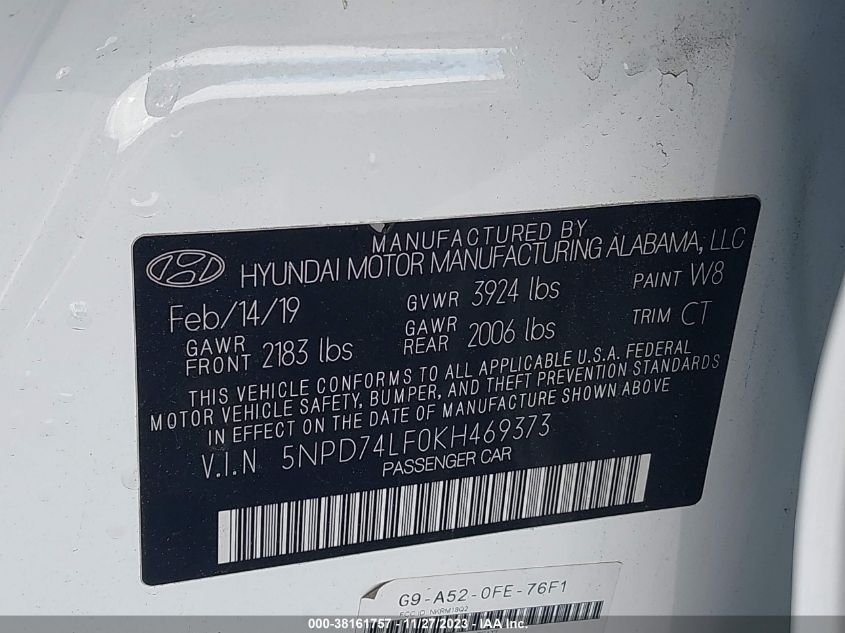 MANUFACTURED BY
HYUNDAI MOTOR MANUFACTURING ALABAMA, LLC
Feb/14/19 GVWR 3924 lbs PAINT W8
GAWR FRONT 2183 lbs GAWR REAR 2006 lbs TRIM CT
THIS VEHICLE CONFORMS TO ALL APPLICABLE U.S.A. FEDERAL
MOTOR VEHICLE SAFETY, BUMPER, AND THEFT PREVENTION STANDARDS
IN EFFECT ON THE DATE OF MANUFACTURE SHOWN ABOVE
V.I.N 5NPD74LF0KH469373
PASSENGER CAR
G9-A52-0FE-76F1
FCC ID: NKRM18Q2
000-38161757 - 11/27/2023 - IAA Inc.